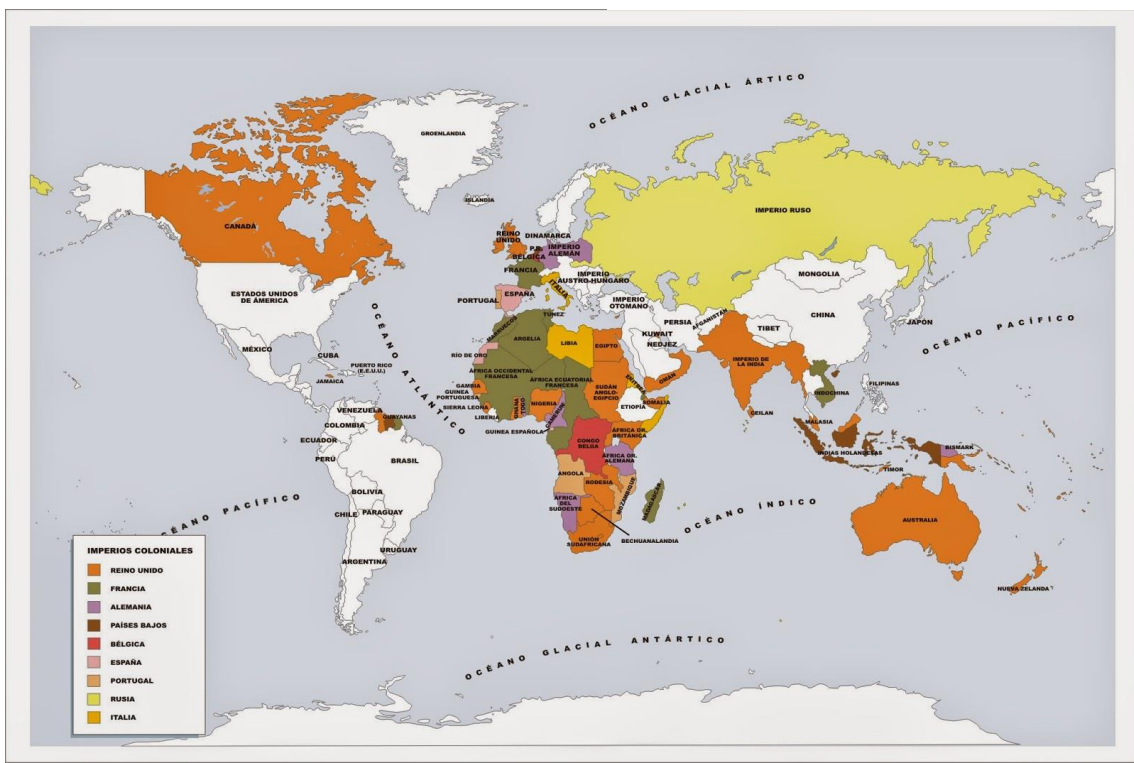 OCÉANO GLACIAL ÁRTICO
GROENLANDIA
ISLANDIA
IMPERIO RUSO
CANADÁ
REINO
UNIDO
DINAMARCA
P.B.
BÉLGICA
IMPERIO
ALEMÁN
FRANCIA
IMPERIO
AUSTRO-HUNGARO
MONGOLIA
ESTADOS UNIDOS
DE ÁMERICA
PORTUGAL
ESPAÑA
ITALIA
IMPERIO
OTOMANO
CHINA
JAPÓN
OCÉANO PACÍFICO
OCÉANO ATLÁNTICO
TÚNEZ
MARRUECOS
PERSIA
AFGANISTÁN
TIBET
KUWAIT
NEDJEZ
ARGELIA
LIBIA
EGIPTO
MÉXICO
CUBA
PUERTO RICO
(E.E.U.U.)
JAMAICA
RÍO DE ORO
IMPERIO DE
LA INDIA
OMÁN
ÁFRICA OCCIDENTAL
FRANCESA
ÁFRICA ECUATORIAL
FRANCESA
SUDÁN
ANGLO-
EGIPCIO
ERITREA
INDOCHINA
FILIPINAS
GAMBIA
GUINEA
PORTUGUESA
SIERRA LEONA
LIBERIA
GHANA
TOGO
NIGERIA
CAMERÚN
GUINEA ESPAÑOLA
ETIOPÍA
SOMALIA
CEILAN
MALASIA
VENEZUELA
GUAYANAS
COLOMBIA
ECUADOR
PERÚ
BRASIL
CONGO
BELGA
ÁFRICA OR.
BRITÁNICA
ÁFRICA OR.
ALEMANA
INDIAS HOLANDESAS
BISMARK
TIMOR
ANGOLA
RODESIA
MOZAMBIQUE
MADAGASCAR
BOLIVIA
PARAGUAY
CHILE
URUGUAY
ARGENTINA
ÁFRICA
DEL
SUDOESTE
UNIÓN
SUDAFRICANA
BECHUANALANDIA
OCÉANO ÍNDICO
AUSTRALIA
NUEVA ZELANDA
OCÉANO PACÍFICO
OCÉANO GLACIAL ANTÁRTICO
IMPERIOS COLONIALES
REINO UNIDO
FRANCIA
ALEMANIA
PAÍSES BAJOS
BÉLGICA
ESPAÑA
PORTUGAL
RUSIA
ITALIA